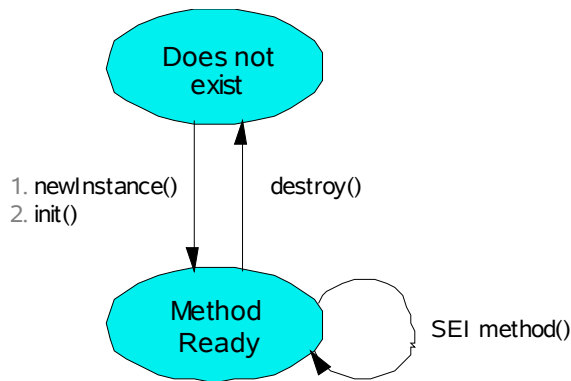 Does not
exist
1. newInstance()
2. init()
destroy()
Method
Ready
SEI method()